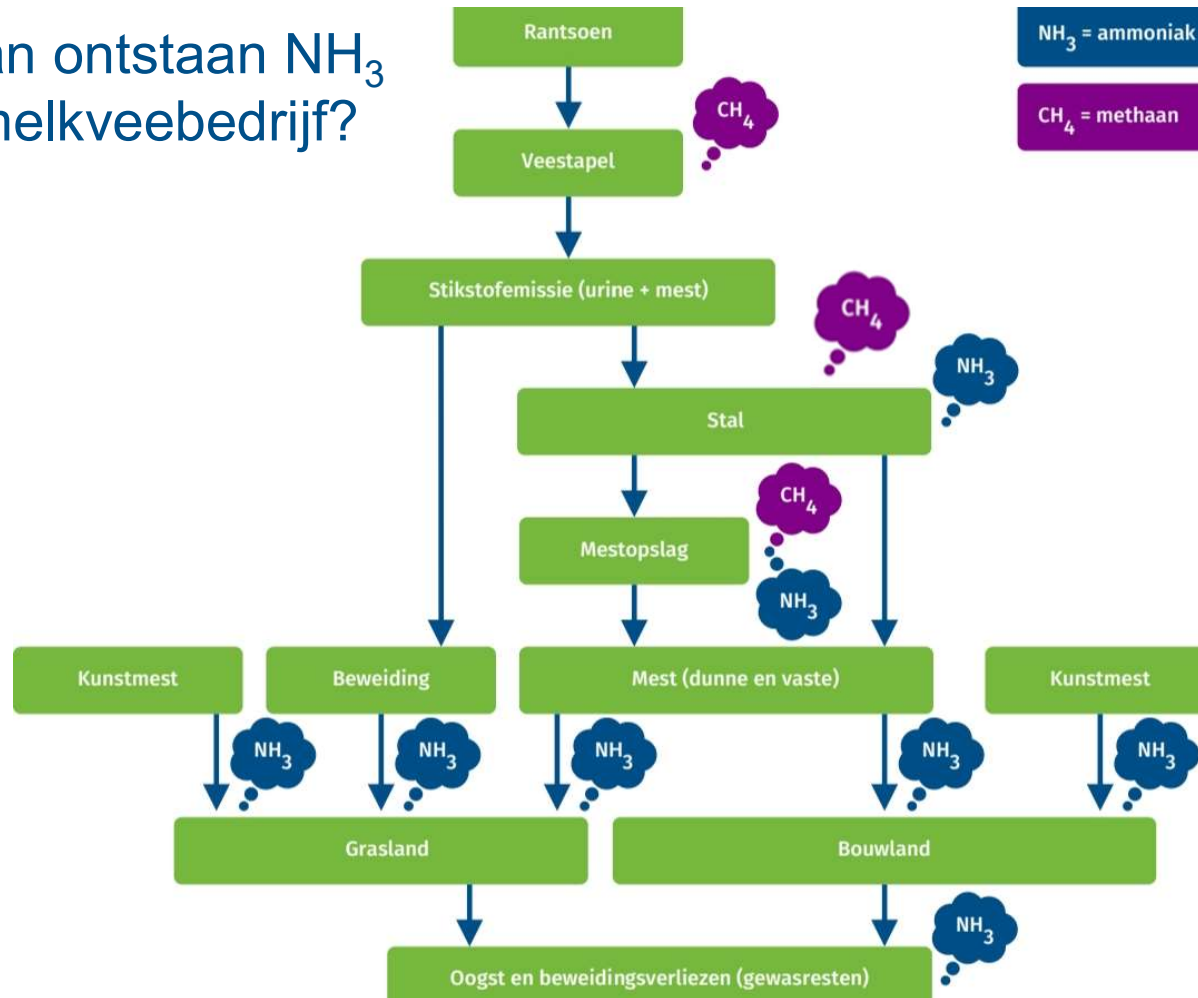 an ontstaan NH3
melkveebedrijf?
Rantsoen
NH3 = ammoniak
CH4
CH4 = methaan
Veestapel
Stikstofemissie (urine + mest)
CH4
NH3
Stal
CH4
Mestopslag
NH3
Kunstmest
Beweiding
Mest (dunne en vaste)
Kunstmest
NH3
NH3
NH3
NH3
NH3
Grasland
Bouwland
NH3
Oogst en beweidingsverliezen (gewasresten)